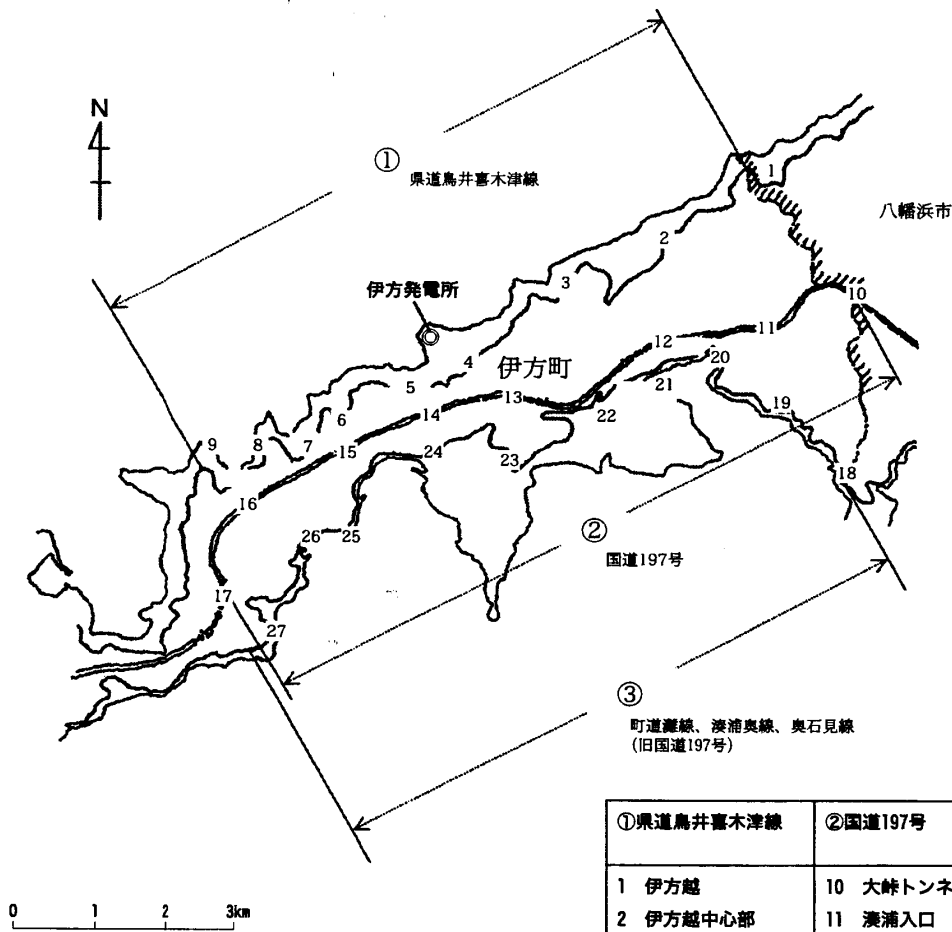 N
①
県道鳥井喜木津線
1
八幡浜市
2
3
10
伊方発電所
11
12
4
伊方町
20
5
13
21
19
14
22
6
9
8
7
15
24
23
18
16
②
26
25
国道197号
17
27
③
町道灘線、湊浦奥線、奥石見線
(旧国道197号)
①県道鳥井喜木津線 ②国道197号
1 伊方越 10 大峠トンネ
2 伊方越中心部 11 湊浦入口
0 1 2 3km